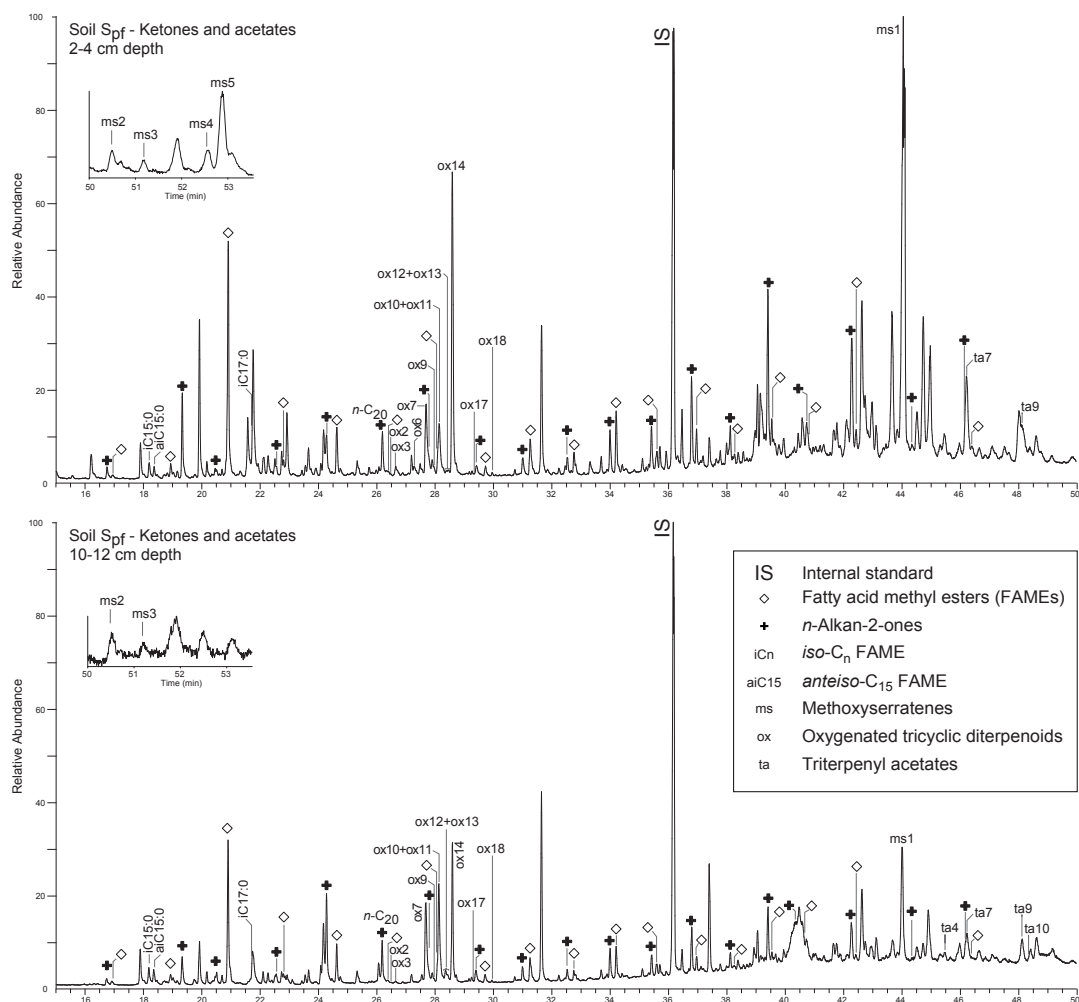 Soil Spf - Ketones and acetates
2-4 cm depth
100
80
60
40
20
0
Relative Abundance
ms2
ms3
ms4
ms5
50 51 52 53
Time (min)
IS
ms1
ox14
ox12+ox13
ox10+ox11
ox18
ox9
ox17
ox7
ox6
n-C20
ox2
ox3
iC15:0
aiC15:0
iC17:0
ta7
ta9
16 18 20 22 24 26 28 30 32 34 36 38 40 42 44 46 48 50
Soil Spf - Ketones and acetates
10-12 cm depth
100
80
60
40
20
0
Relative Abundance
ms2
ms3
50 51 52 53
Time (min)
IS
IS Internal standard
◇ Fatty acid methyl esters (FAMEs)
+ n-Alkan-2-ones
iCn iso-Cn FAME
aiC15 anteiso-C15 FAME
ms Methoxyserratenes
ox Oxygenated tricyclic diterpenoids
ta Triterpenyl acetates
ox12+ox13
ox10+ox11
ox14
ox18
ox9
ox17
ox7
n-C20
ox2
ox3
iC15:0
aiC15:0
iC17:0
ms1
ta4
ta7
ta9
ta10
16 18 20 22 24 26 28 30 32 34 36 38 40 42 44 46 48 50